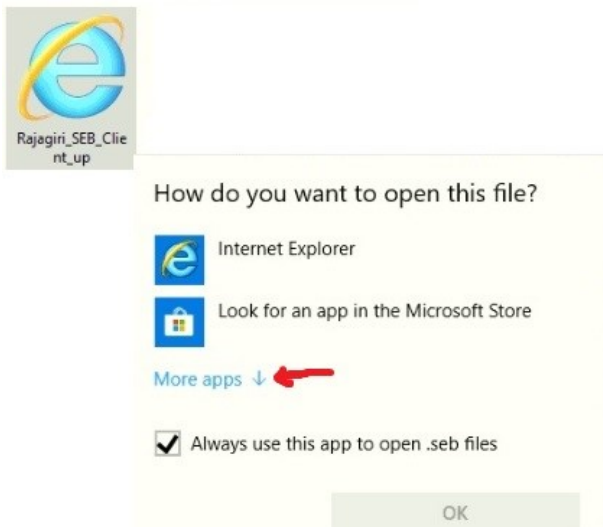 Rajagiri_SEB_Clie
nt_up
How do you want to open this file?
Internet Explorer
Look for an app in the Microsoft Store
More apps ↓
Always use this app to open .seb files
OK